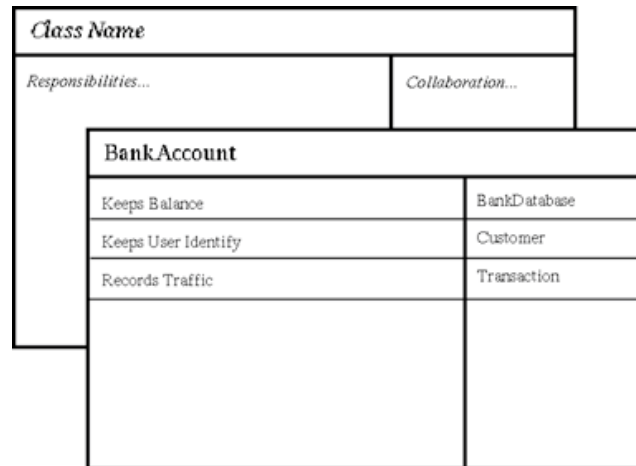 Class Name
Responsibilities...
Collaboration...
BankAccount
Keeps Balance
BankDatabase
Keeps User Identify
Customer
Records Traffic
Transaction